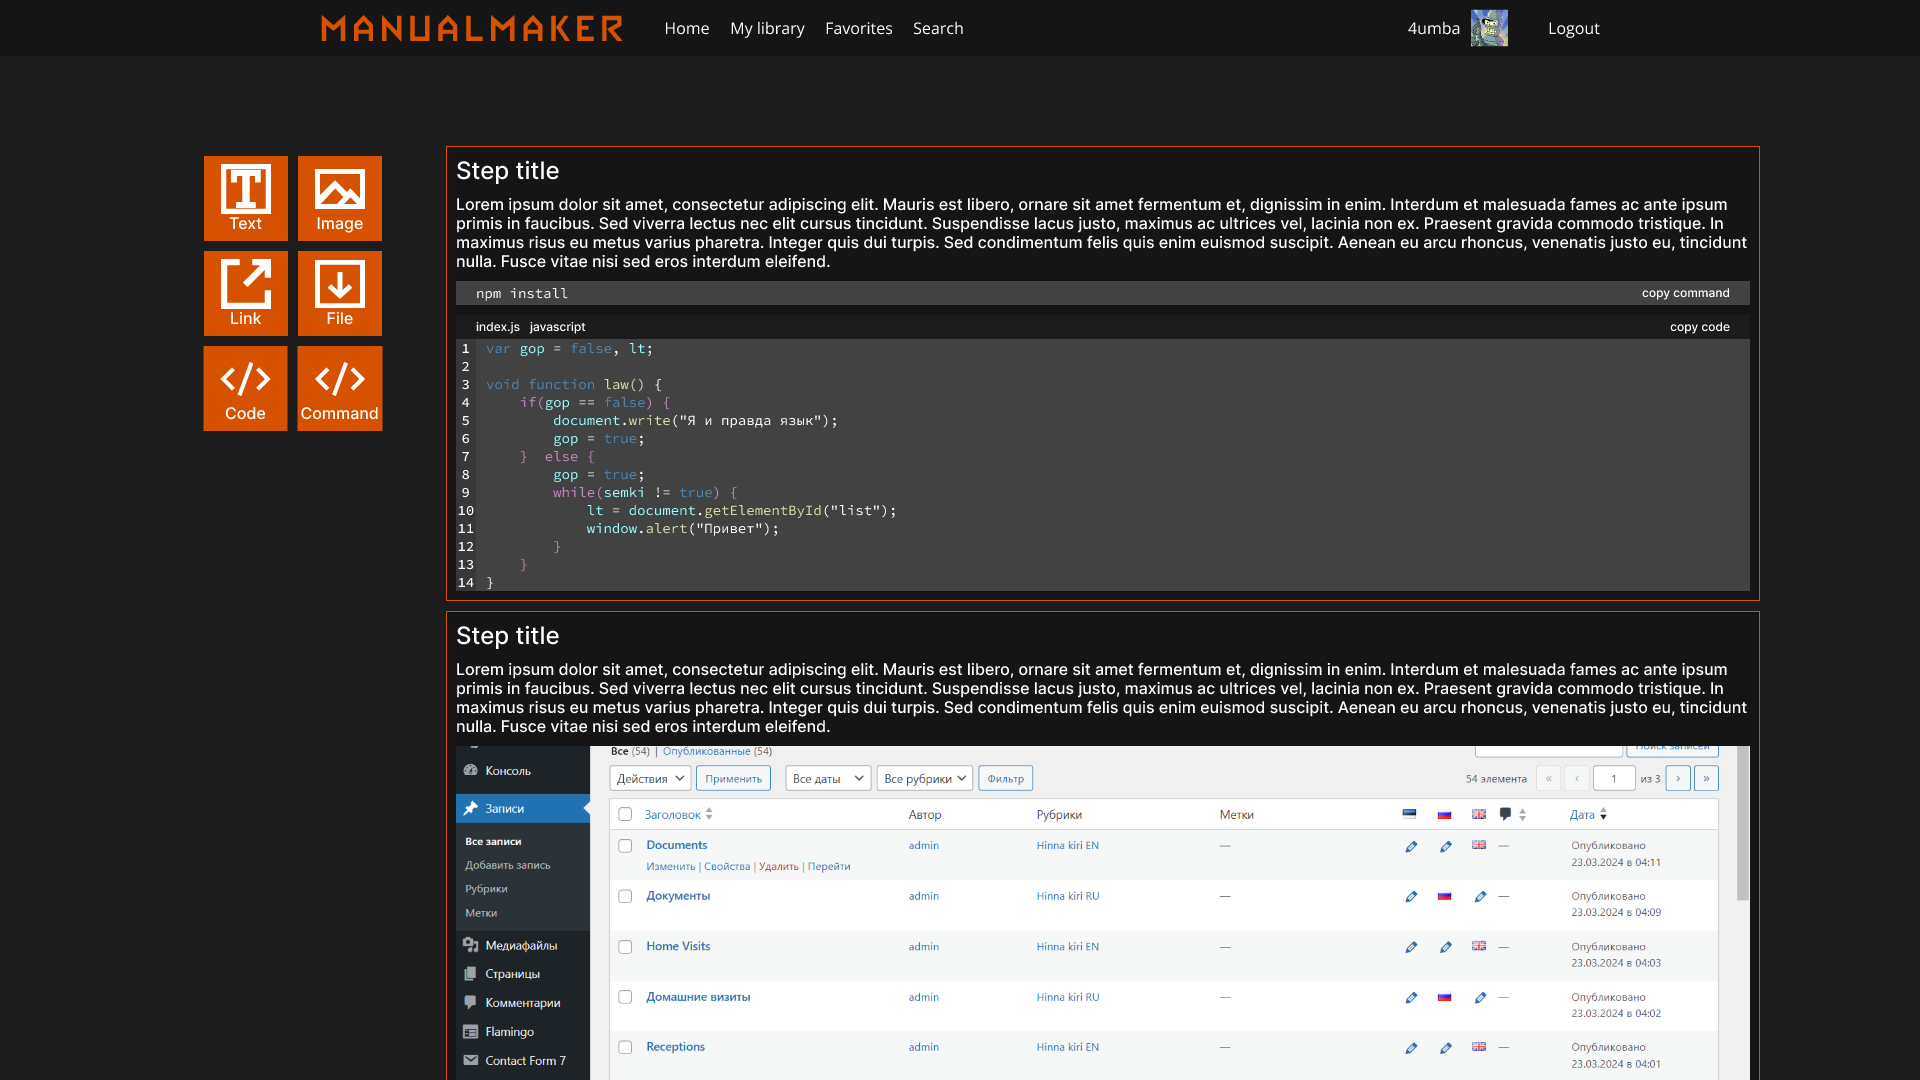 MANUALMAKER Home My library Favorites Search 4umba Logout
Text Image
Link File
Code Command
Step title
Lorem ipsum dolor sit amet, consectetur adipiscing elit. Mauris est libero, ornare sit amet fermentum et, dignissim in enim. Interdum et malesuada fames ac ante ipsum
primis in faucibus. Sed viverra lectus nec elit cursus tincidunt. Suspendisse lacus justo, maximus ac ultrices vel, lacinia non ex. Praesent gravida commodo tristique. In
maximus risus eu metus varius pharetra. Integer quis dui turpis. Sed condimentum felis quis enim euismod suscipit. Aenean eu arcu rhoncus, venenatis justo eu, tincidunt
nulla. Fusce vitae nisi sed eros interdum eleifend.
npm install copy command
index.js javascript copy code
1 var gop = false, lt;
2
3 void function law() {
4 if(gop == false) {
5 document.write("Я и правда язык");
6 gop = true;
7 } else {
8 gop = true;
9 while(semki != true) {
10 lt = document.getElementById("list");
11 window.alert("Привет");
12 }
13 }
14 }
Step title
Lorem ipsum dolor sit amet, consectetur adipiscing elit. Mauris est libero, ornare sit amet fermentum et, dignissim in enim. Interdum et malesuada fames ac ante ipsum
primis in faucibus. Sed viverra lectus nec elit cursus tincidunt. Suspendisse lacus justo, maximus ac ultrices vel, lacinia non ex. Praesent gravida commodo tristique. In
maximus risus eu metus varius pharetra. Integer quis dui turpis. Sed condimentum felis quis enim euismod suscipit. Aenean eu arcu rhoncus, venenatis justo eu, tincidunt
nulla. Fusce vitae nisi sed eros interdum eleifend.
Консоль
Записи
Все записи
Добавить запись
Рубрики
Метки
Медиафайлы
Страницы
Комментарии
Flamingo
Contact Form 7
Все (54) | Опубликованные (54) Поиск записей
Действия Применить Все даты Все рубрики Фильтр 54 элемента « ‹ 1 из 3 › »
Заголовок Автор Рубрики Метки Дата
Documents admin Hinna kiri EN — — Опубликовано
Изменить | Свойства | Удалить | Перейти 23.03.2024 в 04:11
Документы admin Hinna kiri RU — — Опубликовано
23.03.2024 в 04:09
Home Visits admin Hinna kiri EN — — Опубликовано
23.03.2024 в 04:03
Домашние визиты admin Hinna kiri RU — — Опубликовано
23.03.2024 в 04:02
Receptions admin Hinna kiri EN — — Опубликовано
23.03.2024 в 04:01